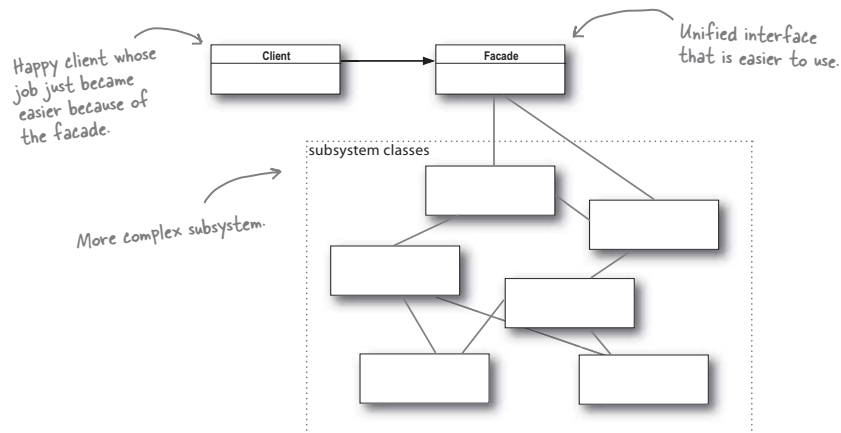 Client
Facade
Unified interface
that is easier to use.
Happy client whose
job just became
easier because of
the facade.
subsystem classes
More complex subsystem.